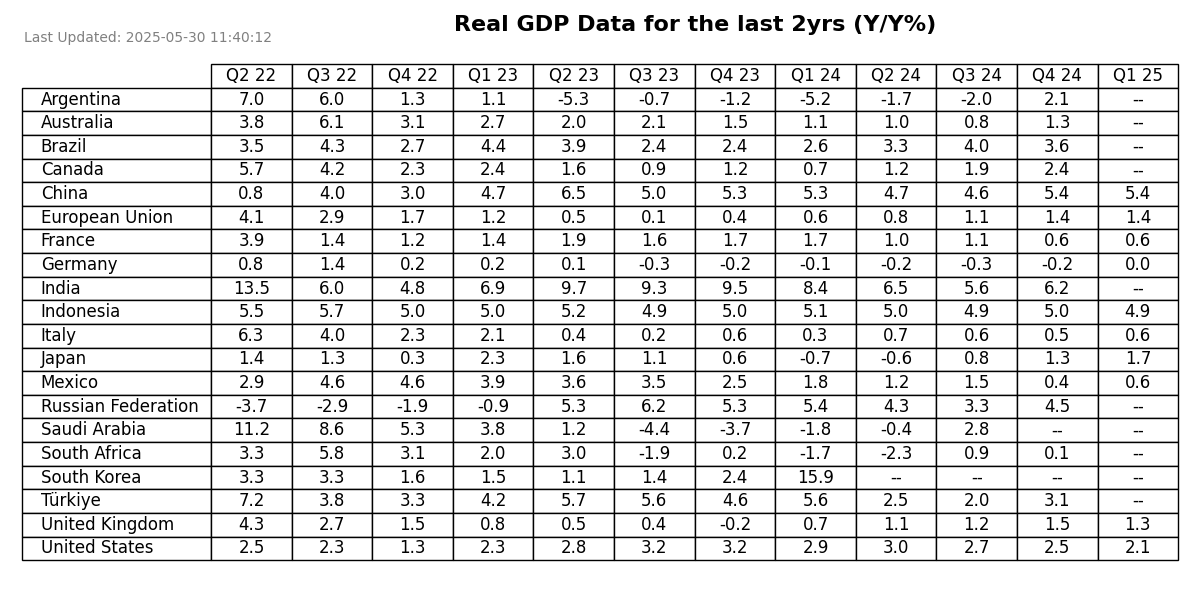 Real GDP Data for the last 2yrs (Y/Y%)
Last Updated: 2025-05-30 11:40:12
Q2 22 Q3 22 Q4 22 Q1 23 Q2 23 Q3 23 Q4 23 Q1 24 Q2 24 Q3 24 Q4 24 Q1 25
Argentina 7.0 6.0 1.3 1.1 -5.3 -0.7 -1.2 -5.2 -1.7 -2.0 2.1 --
Australia 3.8 6.1 3.1 2.7 2.0 2.1 1.5 1.1 1.0 0.8 1.3 --
Brazil 3.5 4.3 2.7 4.4 3.9 2.4 2.4 2.6 3.3 4.0 3.6 --
Canada 5.7 4.2 2.3 2.4 1.6 0.9 1.2 0.7 1.2 1.9 2.4 --
China 0.8 4.0 3.0 4.7 6.5 5.0 5.3 5.3 4.7 4.6 5.4 5.4
European Union 4.1 2.9 1.7 1.2 0.5 0.1 0.4 0.6 0.8 1.1 1.4 1.4
France 3.9 1.4 1.2 1.4 1.9 1.6 1.7 1.7 1.0 1.1 0.6 0.6
Germany 0.8 1.4 0.2 0.2 0.1 -0.3 -0.2 -0.1 -0.2 -0.3 -0.2 0.0
India 13.5 6.0 4.8 6.9 9.7 9.3 9.5 8.4 6.5 5.6 6.2 --
Indonesia 5.5 5.7 5.0 5.0 5.2 4.9 5.0 5.1 5.0 4.9 5.0 4.9
Italy 6.3 4.0 2.3 2.1 0.4 0.2 0.6 0.3 0.7 0.6 0.5 0.6
Japan 1.4 1.3 0.3 2.3 1.6 1.1 0.6 -0.7 -0.6 0.8 1.3 1.7
Mexico 2.9 4.6 4.6 3.9 3.6 3.5 2.5 1.8 1.2 1.5 0.4 0.6
Russian Federation -3.7 -2.9 -1.9 -0.9 5.3 6.2 5.3 5.4 4.3 3.3 4.5 --
Saudi Arabia 11.2 8.6 5.3 3.8 1.2 -4.4 -3.7 -1.8 -0.4 2.8 -- --
South Africa 3.3 5.8 3.1 2.0 3.0 -1.9 0.2 -1.7 -2.3 0.9 0.1 --
South Korea 3.3 3.3 1.6 1.5 1.1 1.4 2.4 15.9 -- -- -- --
Türkiye 7.2 3.8 3.3 4.2 5.7 5.6 4.6 5.6 2.5 2.0 3.1 --
United Kingdom 4.3 2.7 1.5 0.8 0.5 0.4 -0.2 0.7 1.1 1.2 1.5 1.3
United States 2.5 2.3 1.3 2.3 2.8 3.2 3.2 2.9 3.0 2.7 2.5 2.1